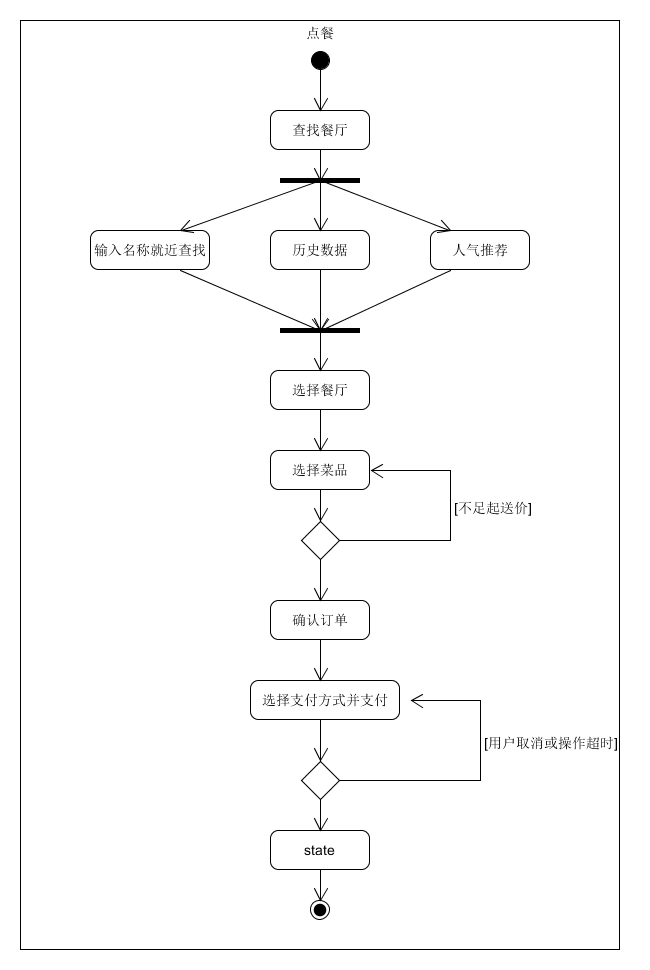 点餐
查找餐厅
输入名称就近查找
历史数据
人气推荐
选择餐厅
选择菜品
[不足起送价]
确认订单
选择支付方式并支付
[用户取消或操作超时]
state